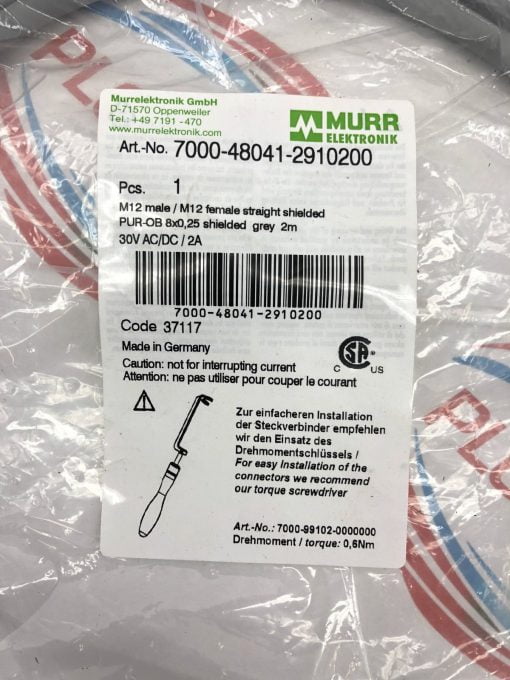 Murrelektronik GmbH
D-71570 Oppenweiler
Tel.: +49 7191 - 470
www.murrelektronik.com
MURR
ELEKTRONIK
Art.-No. 7000-48041-2910200
Pcs. 1
M12 male / M12 female straight shielded
PUR-OB 8x0,25 shielded grey 2m
30V AC/DC / 2A
7000-48041-2910200
Code 37117
Made in Germany
Caution: not for interrupting current
Attention: ne pas utiliser pour couper le courant
C SA US
Zur einfacheren Installation
der Steckverbinder empfehlen
wir den Einsatz des
Drehmomentschlüssels /
For easy Installation of the
connectors we recommend
our torque screwdriver
Art.-No.: 7000-99102-0000000
Drehmoment / torque: 0,6Nm